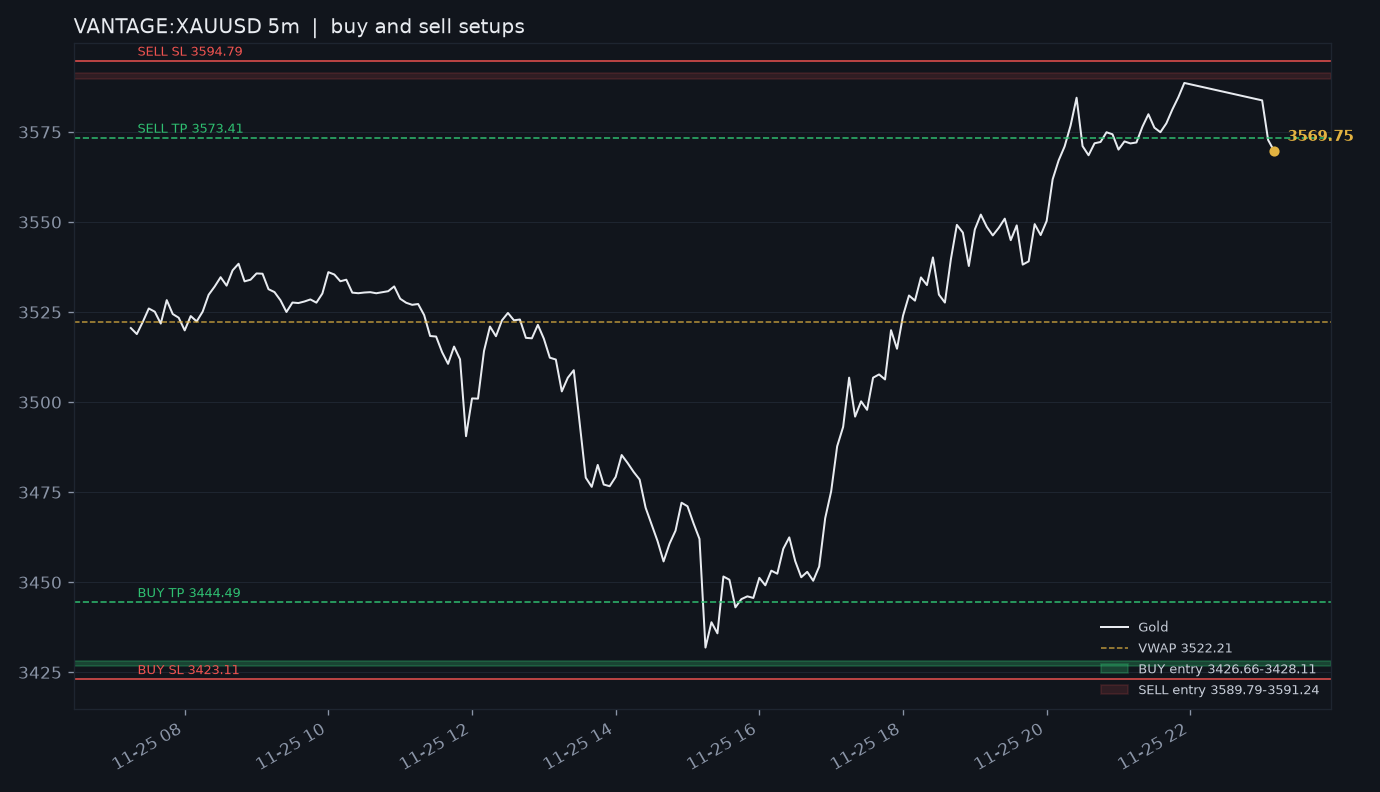 VANTAGE:XAUUSD 5m | buy and sell setups
SELL SL 3594.79
SELL TP 3573.41
3575
3569.75
3550
3525
3500
3475
3450
BUY TP 3444.49
3425
BUY SL 3423.11
Gold
VWAP 3522.21
BUY entry 3426.66-3428.11
SELL entry 3589.79-3591.24
11-25 08
11-25 10
11-25 12
11-25 14
11-25 16
11-25 18
11-25 20
11-25 22